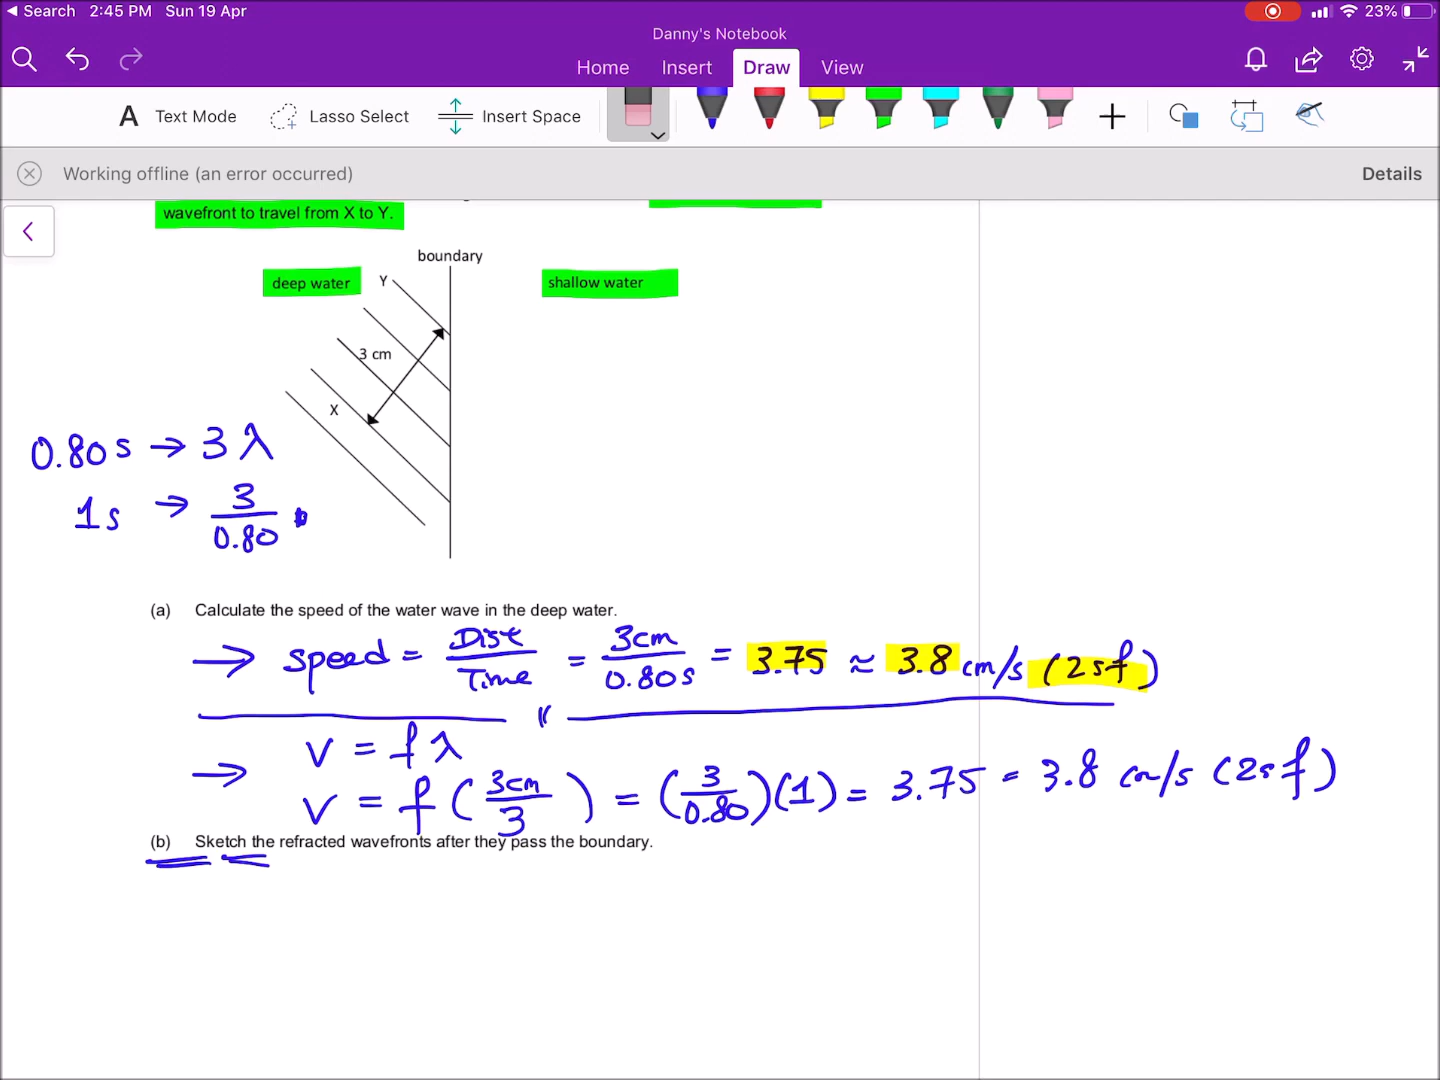 Search 2:45 PM Sun 19 Apr 23%
Danny's Notebook
Home Insert Draw View
A Text Mode Lasso Select Insert Space
Working offline (an error occurred) Details
wavefront to travel from X to Y.
boundary
deep water Y shallow water
3 cm
X
0.80s → 3 λ
1s → 3/0.80
(a) Calculate the speed of the water wave in the deep water.
→ speed = Dist/Time = 3cm/0.80s = 3.75 ≈ 3.8 cm/s (2sf)
→ v = f λ
v = f (3cm/3) = (3/0.80)(1) = 3.75 = 3.8 cm/s (2sf)
(b) Sketch the refracted wavefronts after they pass the boundary.